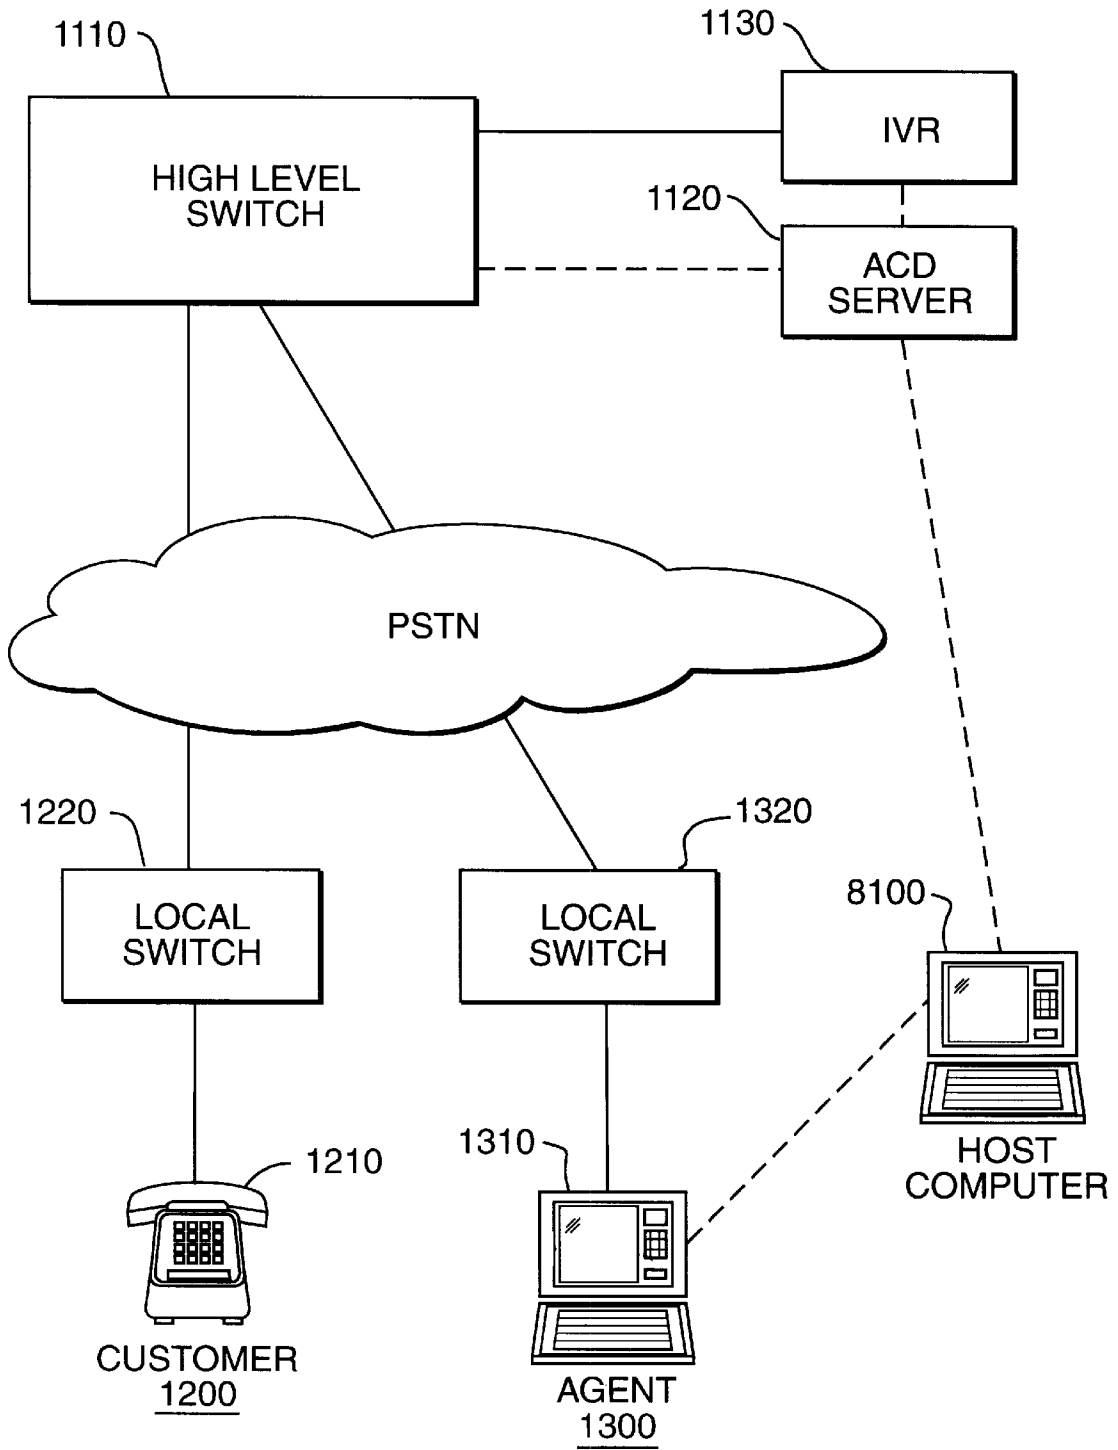 1110
1130
IVR
HIGH LEVEL
SWITCH
1120
ACD
SERVER
PSTN
1220
1320
8100
LOCAL
SWITCH
LOCAL
SWITCH
1310
HOST
COMPUTER
1210
CUSTOMER
1200
AGENT
1300